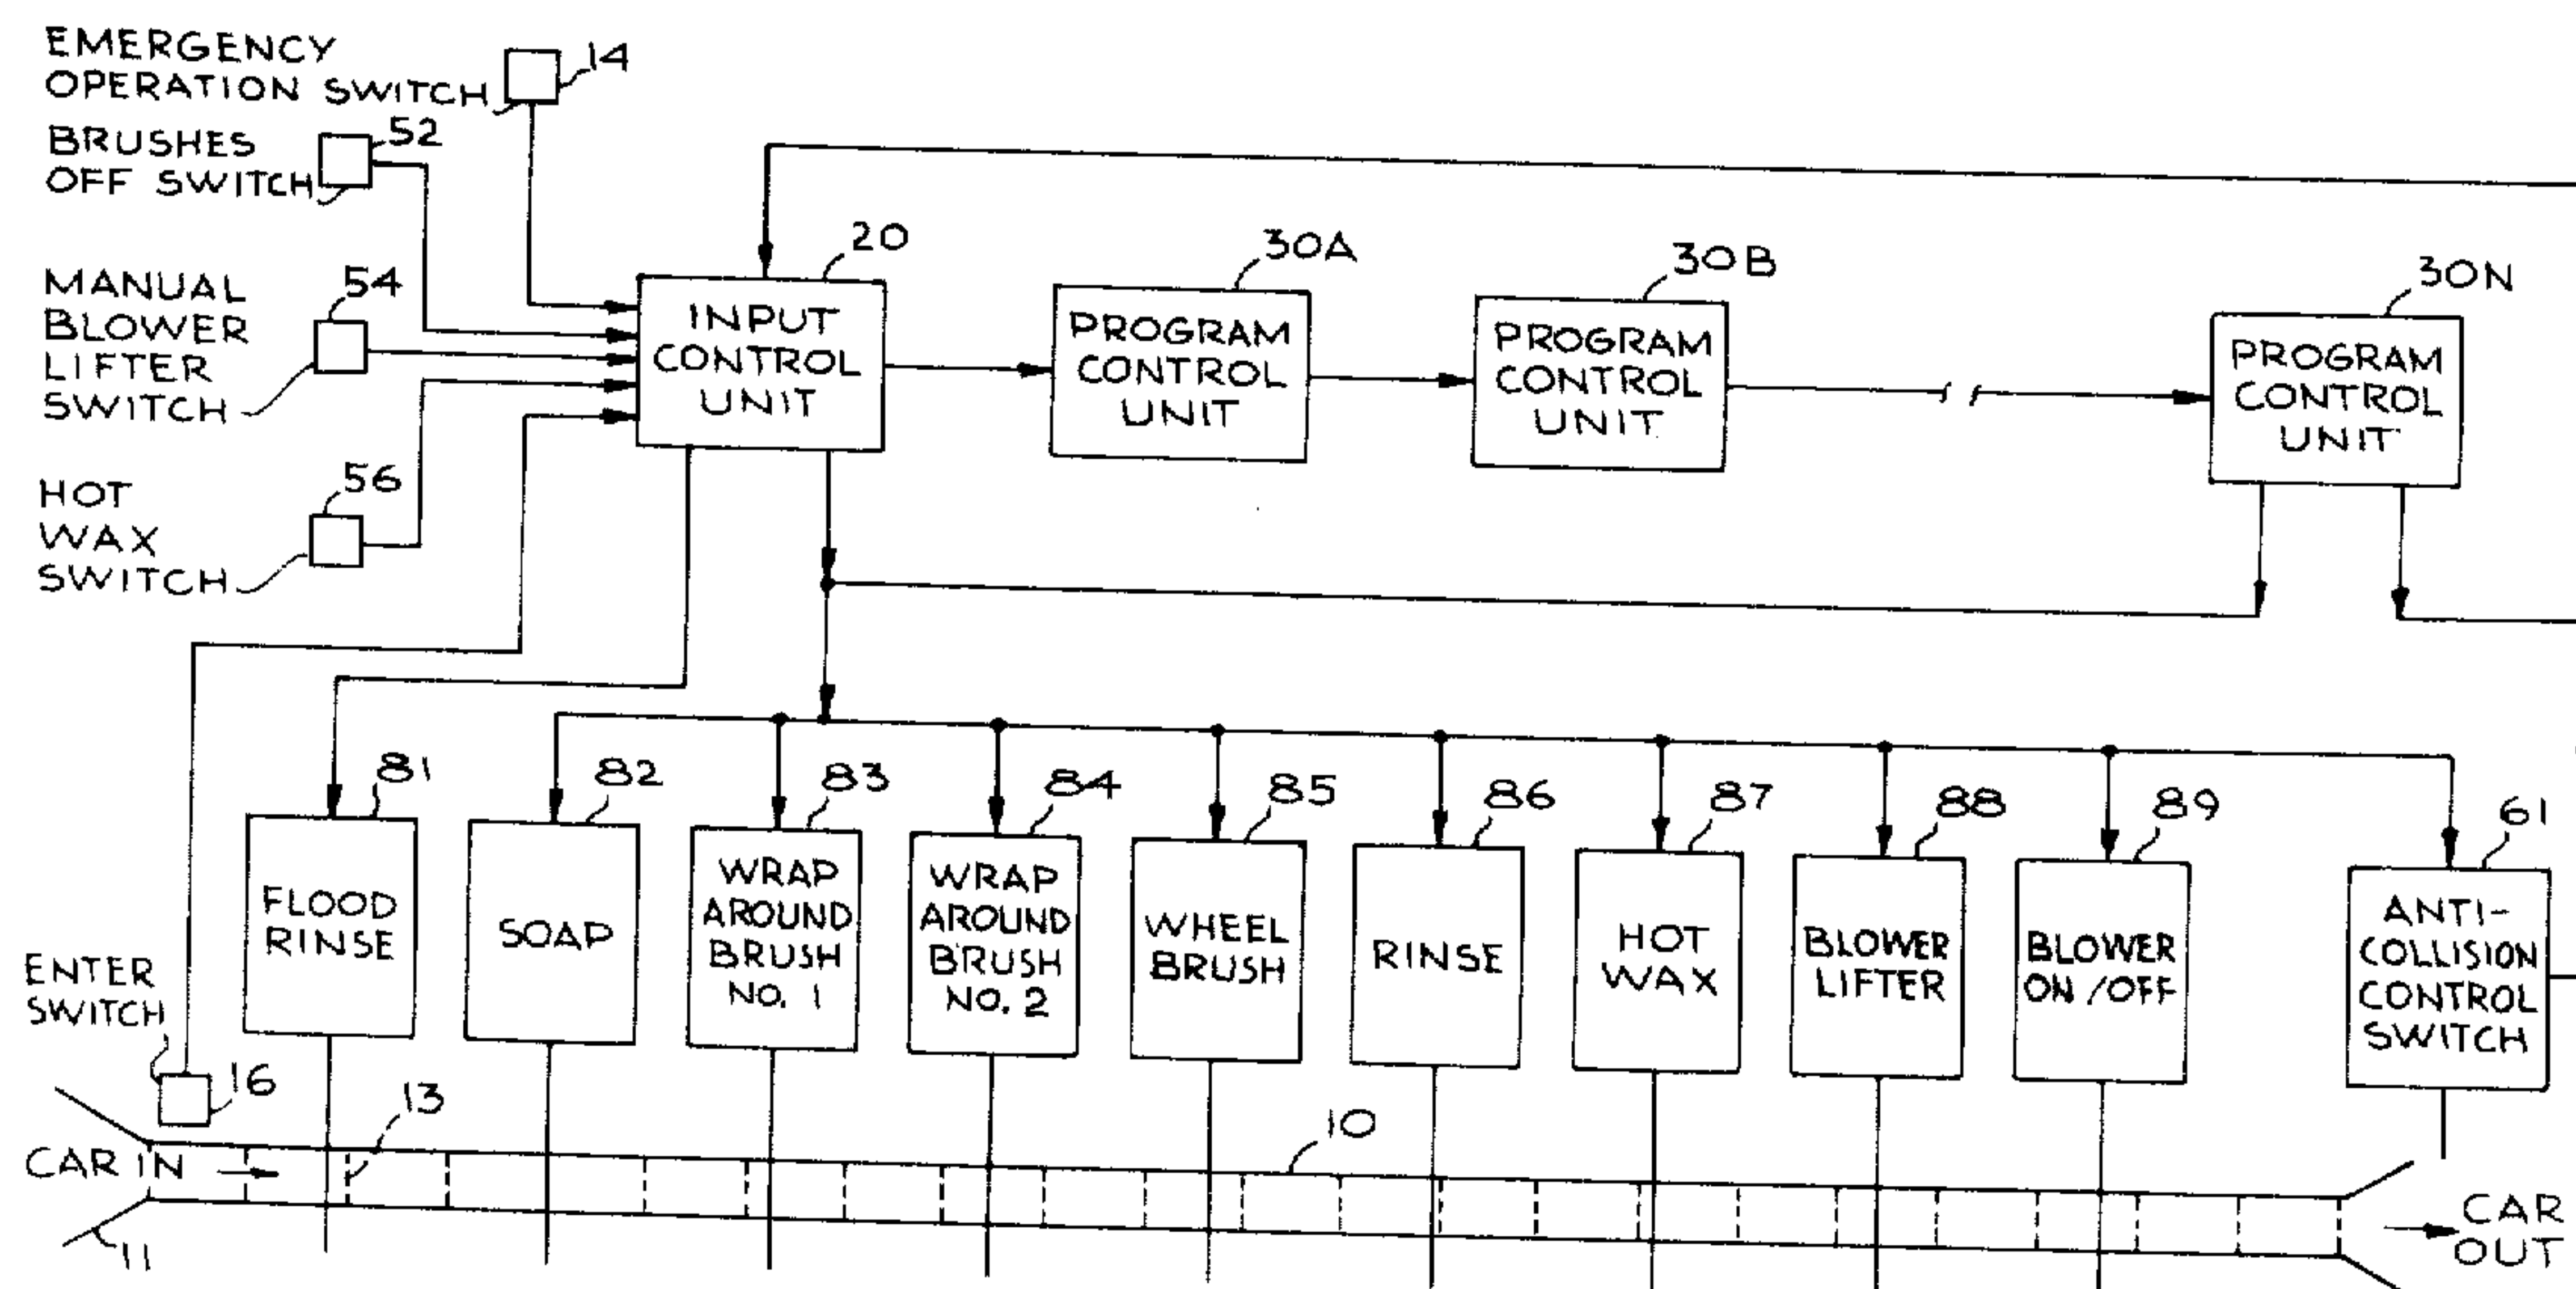 EMERGENCY
OPERATION SWITCH
14
BRUSHES
OFF SWITCH
52
MANUAL
BLOWER
LIFTER
SWITCH
54
HOT
WAX
SWITCH
56
20
INPUT
CONTROL
UNIT
30A
PROGRAM
CONTROL
UNIT
30B
PROGRAM
CONTROL
UNIT
30N
PROGRAM
CONTROL
UNIT
81
FLOOD
RINSE
82
SOAP
83
WRAP
AROUND
BRUSH
NO. 1
84
WRAP
AROUND
BRUSH
NO. 2
85
WHEEL
BRUSH
86
RINSE
87
HOT
WAX
88
BLOWER
LIFTER
89
BLOWER
ON/OFF
61
ANTI-
COLLISION
CONTROL
SWITCH
ENTER
SWITCH
16
13
10
CAR IN
11
CAR
OUT